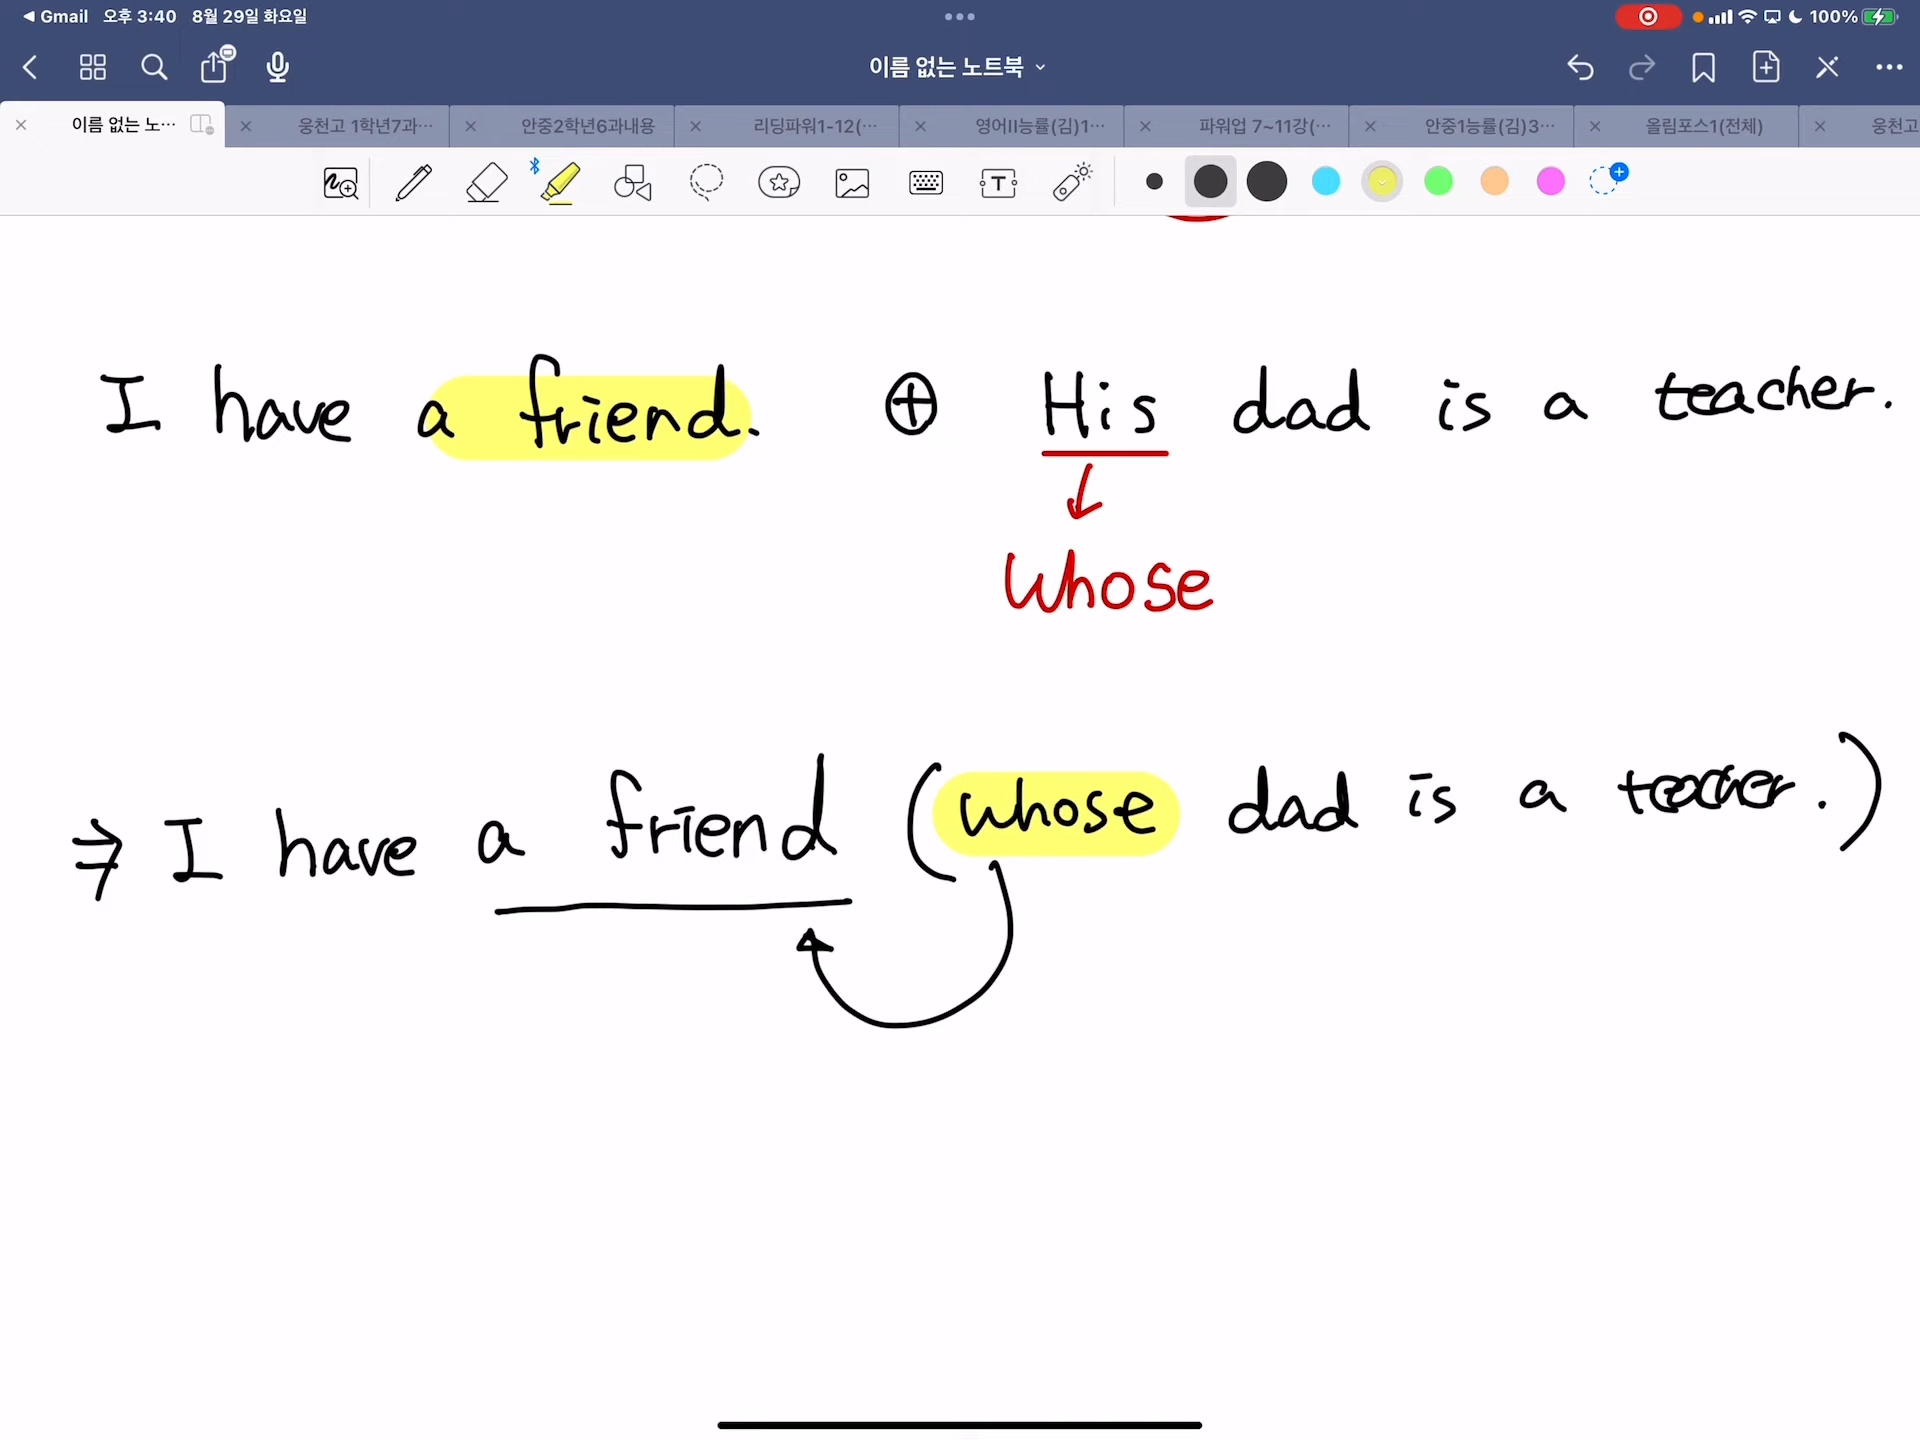 ◀ Gmail 오후 3:40 8월 29일 화요일 100%
이름 없는 노트북
이름 없는 노⋯ 웅천고 1학년7과⋯ 안중2학년6과내용 리딩파워1-12(⋯ 영어II능률(김)1⋯ 파워업 7~11강(⋯ 안중1능률(김)3⋯ 올림포스1(전체) 웅천고
I have a friend. ⊕ His dad is a teacher.
↓
Whose
⇒ I have a friend (whose dad is a teacher.)